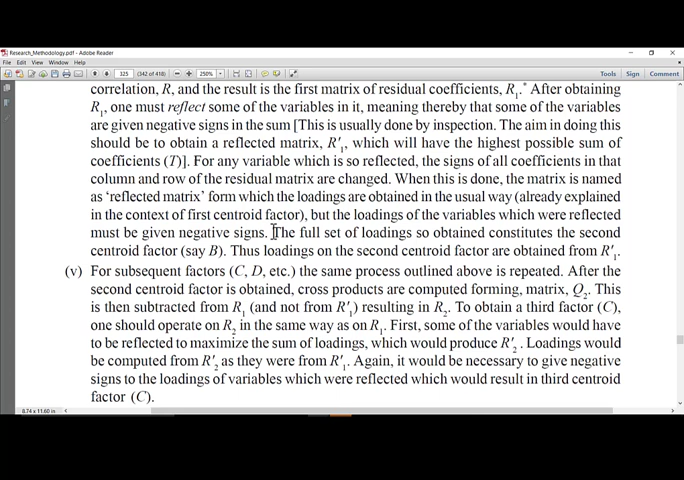 Research_Methodology.pdf - Adobe Reader
File Edit View Window Help
325 (342 of 418) 250% Tools Sign Comment
correlation, R, and the result is the first matrix of residual coefficients, R1.* After obtaining
R1, one must reflect some of the variables in it, meaning thereby that some of the variables
are given negative signs in the sum [This is usually done by inspection. The aim in doing this
should be to obtain a reflected matrix, R′1, which will have the highest possible sum of
coefficients (T)]. For any variable which is so reflected, the signs of all coefficients in that
column and row of the residual matrix are changed. When this is done, the matrix is named
as ‘reflected matrix’ form which the loadings are obtained in the usual way (already explained
in the context of first centroid factor), but the loadings of the variables which were reflected
must be given negative signs. The full set of loadings so obtained constitutes the second
centroid factor (say B). Thus loadings on the second centroid factor are obtained from R′1.
(v) For subsequent factors (C, D, etc.) the same process outlined above is repeated. After the
second centroid factor is obtained, cross products are computed forming, matrix, Q2. This
is then subtracted from R1 (and not from R′1) resulting in R2. To obtain a third factor (C),
one should operate on R2 in the same way as on R1. First, some of the variables would have
to be reflected to maximize the sum of loadings, which would produce R′2. Loadings would
be computed from R′2 as they were from R′1. Again, it would be necessary to give negative
signs to the loadings of variables which were reflected which would result in third centroid
factor (C).
8.74 x 11.60 in